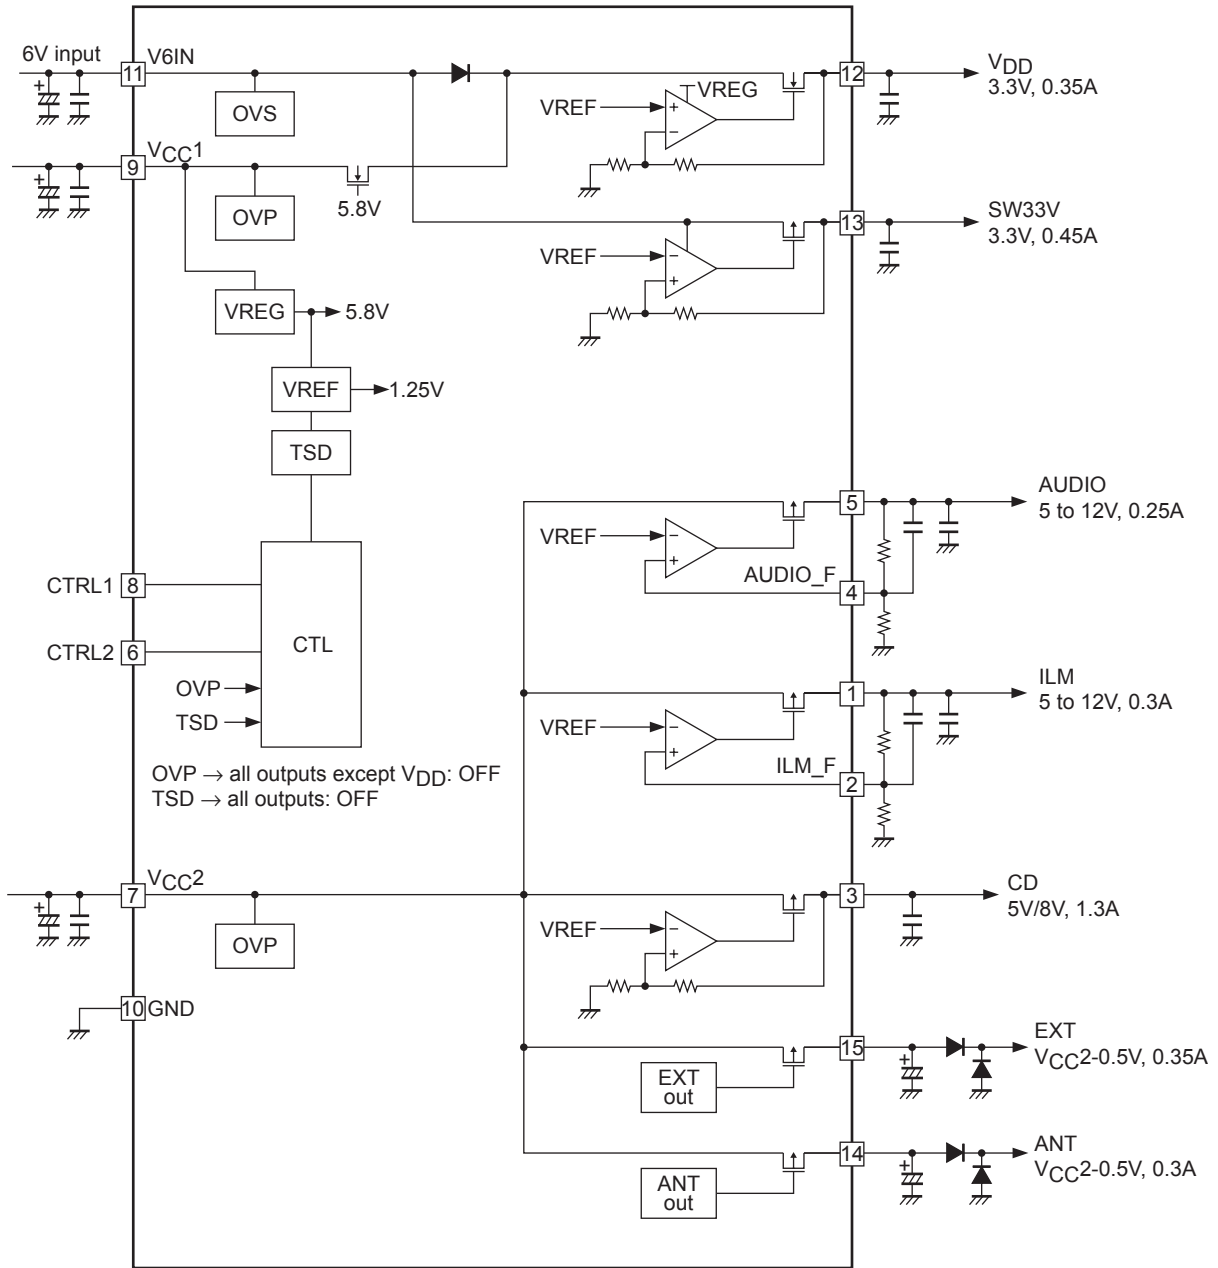 6V input
11
V6IN
OVS
VREF
+
−
VREG
12
VDD
3.3V, 0.35A
+
9
VCC1
OVP
5.8V
+
VREF
−
+
13
SW33V
3.3V, 0.45A
VREG
5.8V
VREF
1.25V
TSD
VREF
−
+
5
AUDIO
5 to 12V, 0.25A
AUDIO_F
4
CTRL1
8
CTRL2
6
CTL
OVP
TSD
OVP → all outputs except VDD: OFF
TSD → all outputs: OFF
VREF
−
+
1
ILM
5 to 12V, 0.3A
ILM_F
2
7
VCC2
+
OVP
VREF
−
+
3
CD
5V/8V, 1.3A
10
GND
EXT
out
15
+
EXT
VCC2-0.5V, 0.35A
ANT
out
14
+
ANT
VCC2-0.5V, 0.3A